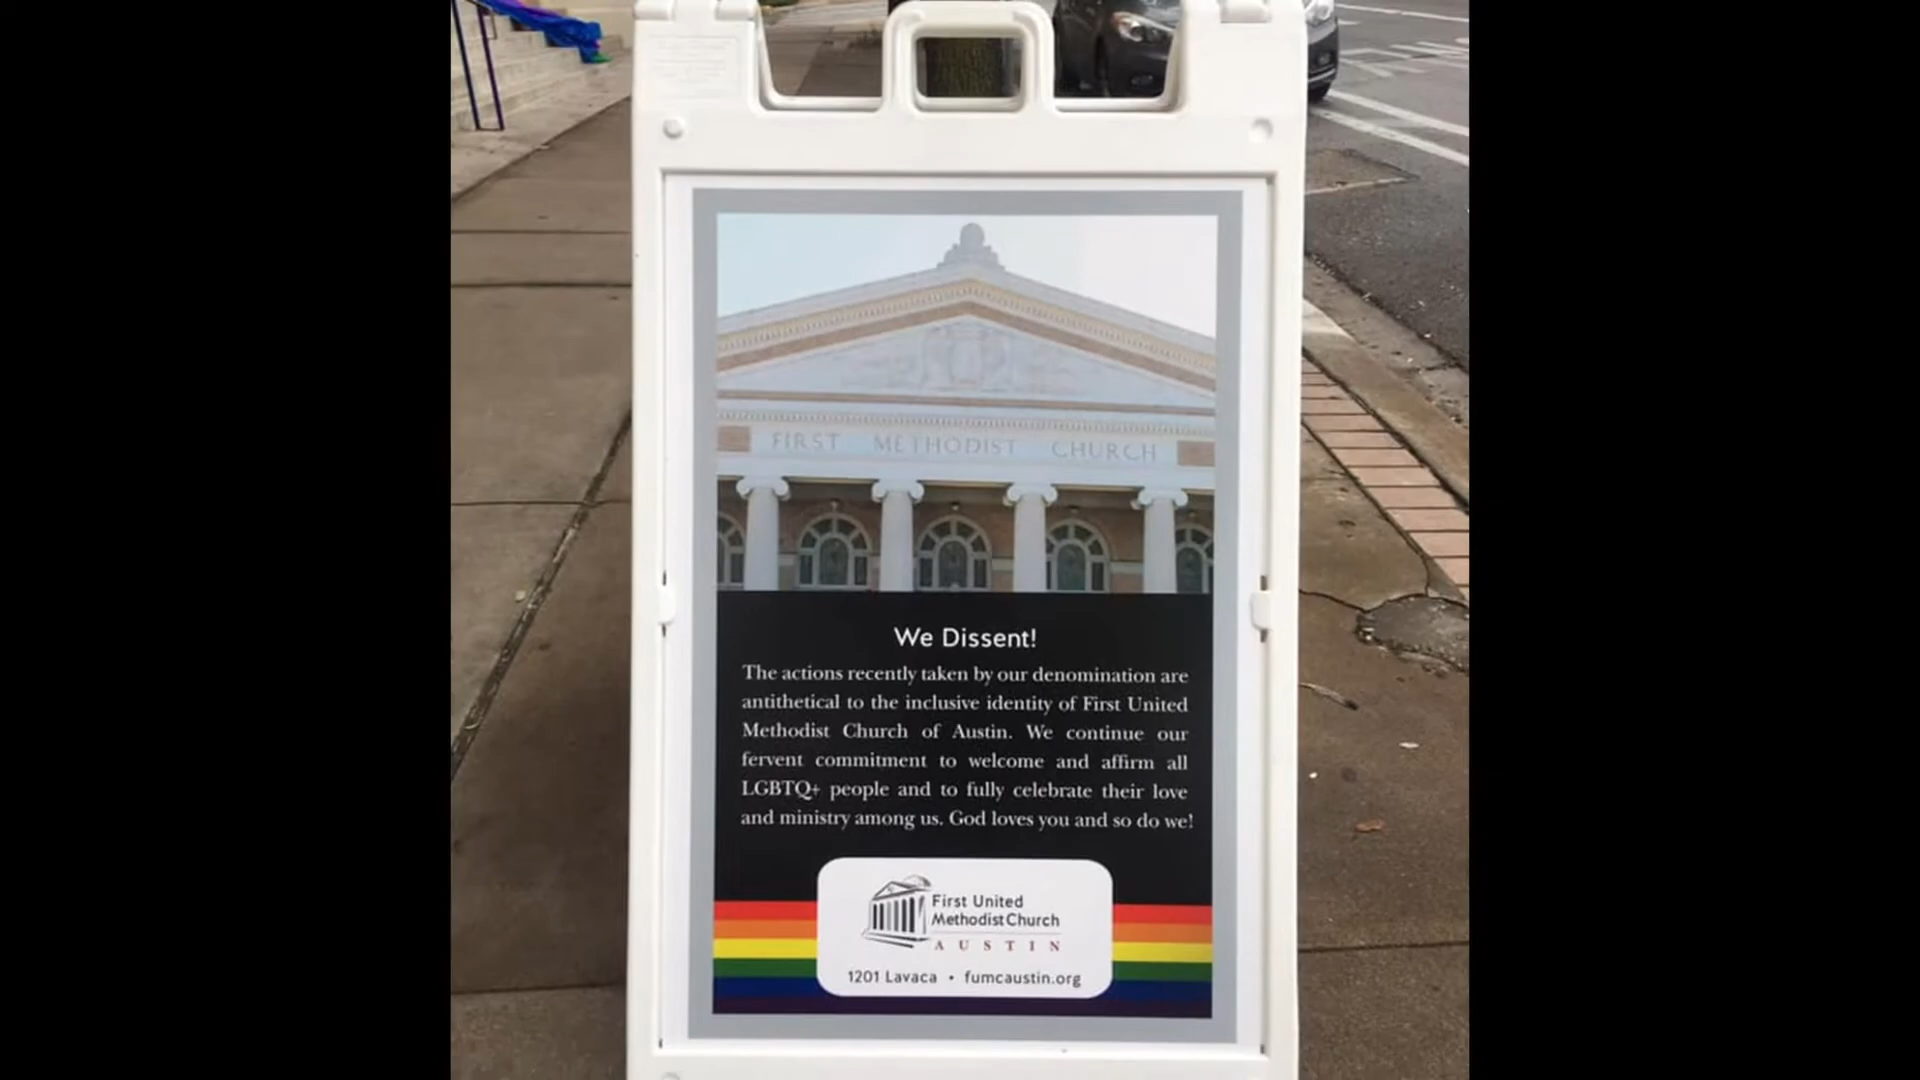 FIRST METHODIST CHURCH
We Dissent!
The actions recently taken by our denomination are
antithetical to the inclusive identity of First United
Methodist Church of Austin. We continue our
fervent commitment to welcome and affirm all
LGBTQ+ people and to fully celebrate their love
and ministry among us. God loves you and so do we!
First United
Methodist Church
AUSTIN
1201 Lavaca • fumcaustin.org